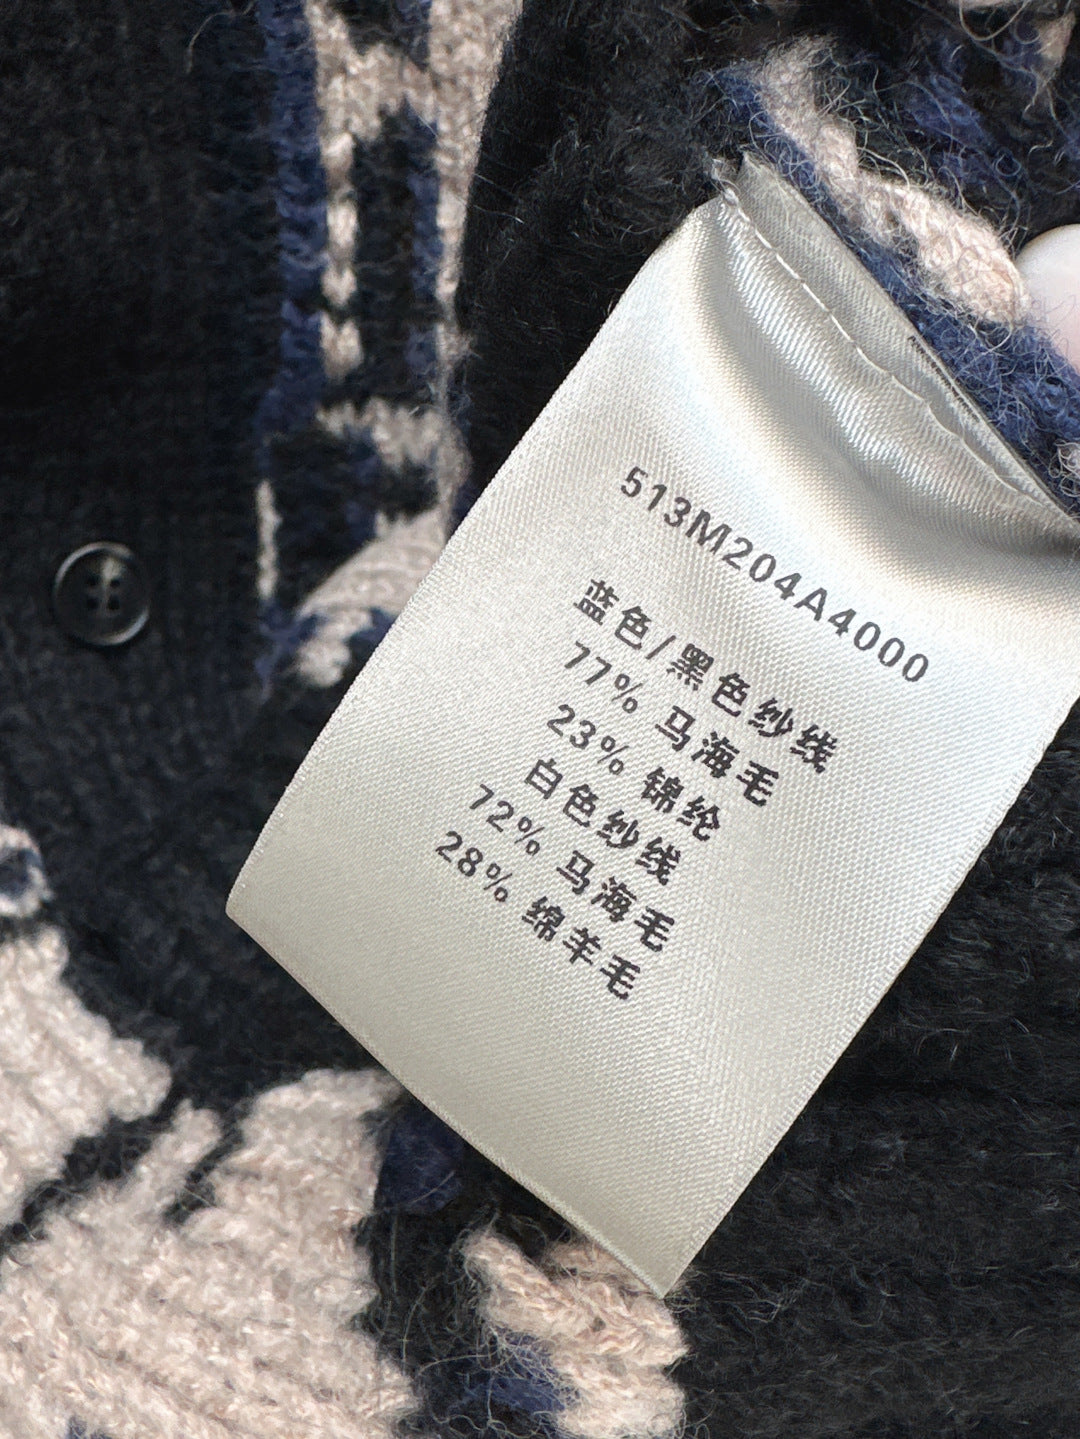 513M204A4000
蓝色/黑色纱线
77% 马海毛
23% 锦纶
白色纱线
72% 马海毛
28% 绵羊毛